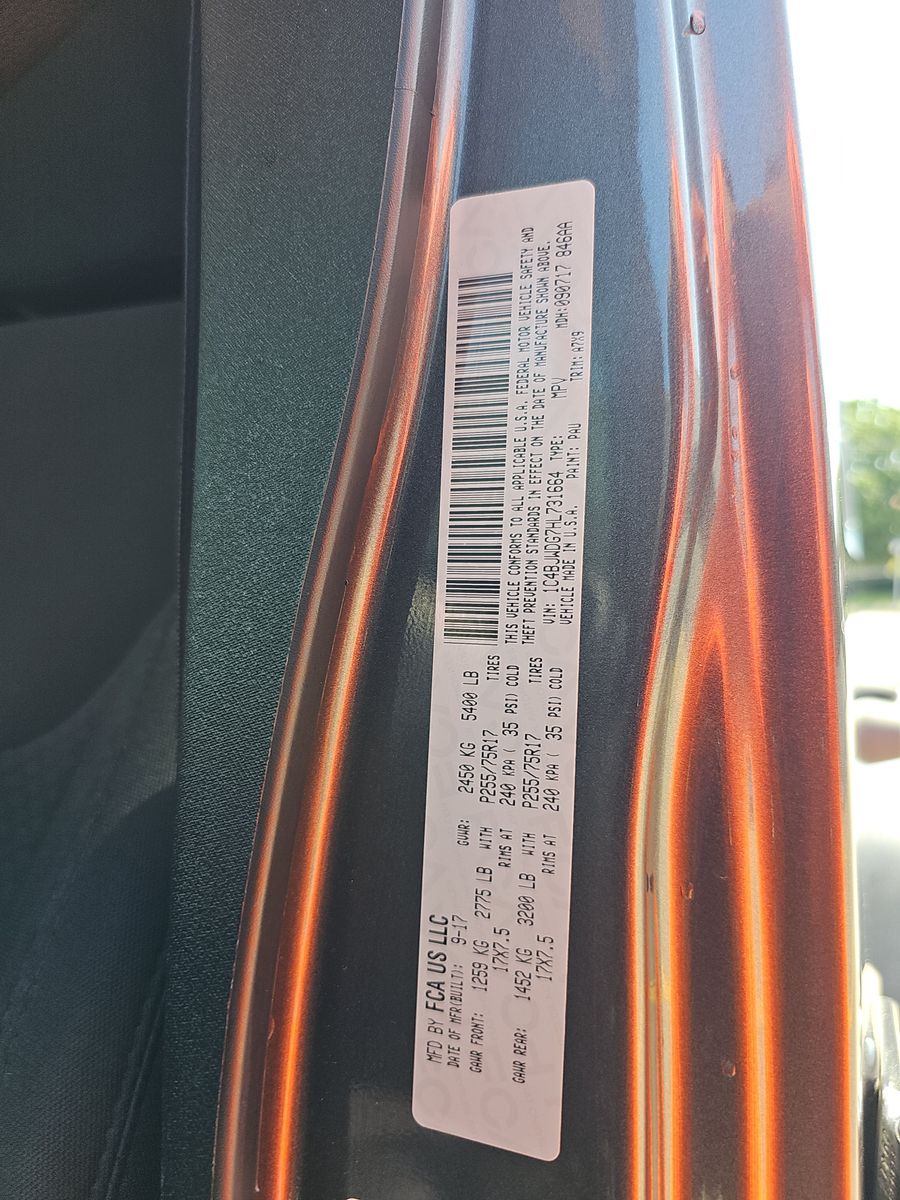 MFD BY FCA US LLC
DATE OF MFR(BUILT): 9-17 GVWR: 2450 KG 5400 LB
GAWR FRONT: 1259 KG 2775 LB WITH P255/75R17 TIRES
17X7.5 RIMS AT 240 KPA ( 35 PSI) COLD
GAWR REAR: 1452 KG 3200 LB WITH P255/75R17 TIRES
17X7.5 RIMS AT 240 KPA ( 35 PSI) COLD
THIS VEHICLE CONFORMS TO ALL APPLICABLE U.S.A. FEDERAL MOTOR VEHICLE SAFETY AND
THEFT PREVENTION STANDARDS IN EFFECT ON THE DATE OF MANUFACTURE SHOWN ABOVE.
VIN: 1C4BJWDG7HL731664 TYPE: MPV MDH:090717 846AA
VEHICLE MADE IN U.S.A. PAINT: PAU TRIM: A7X9